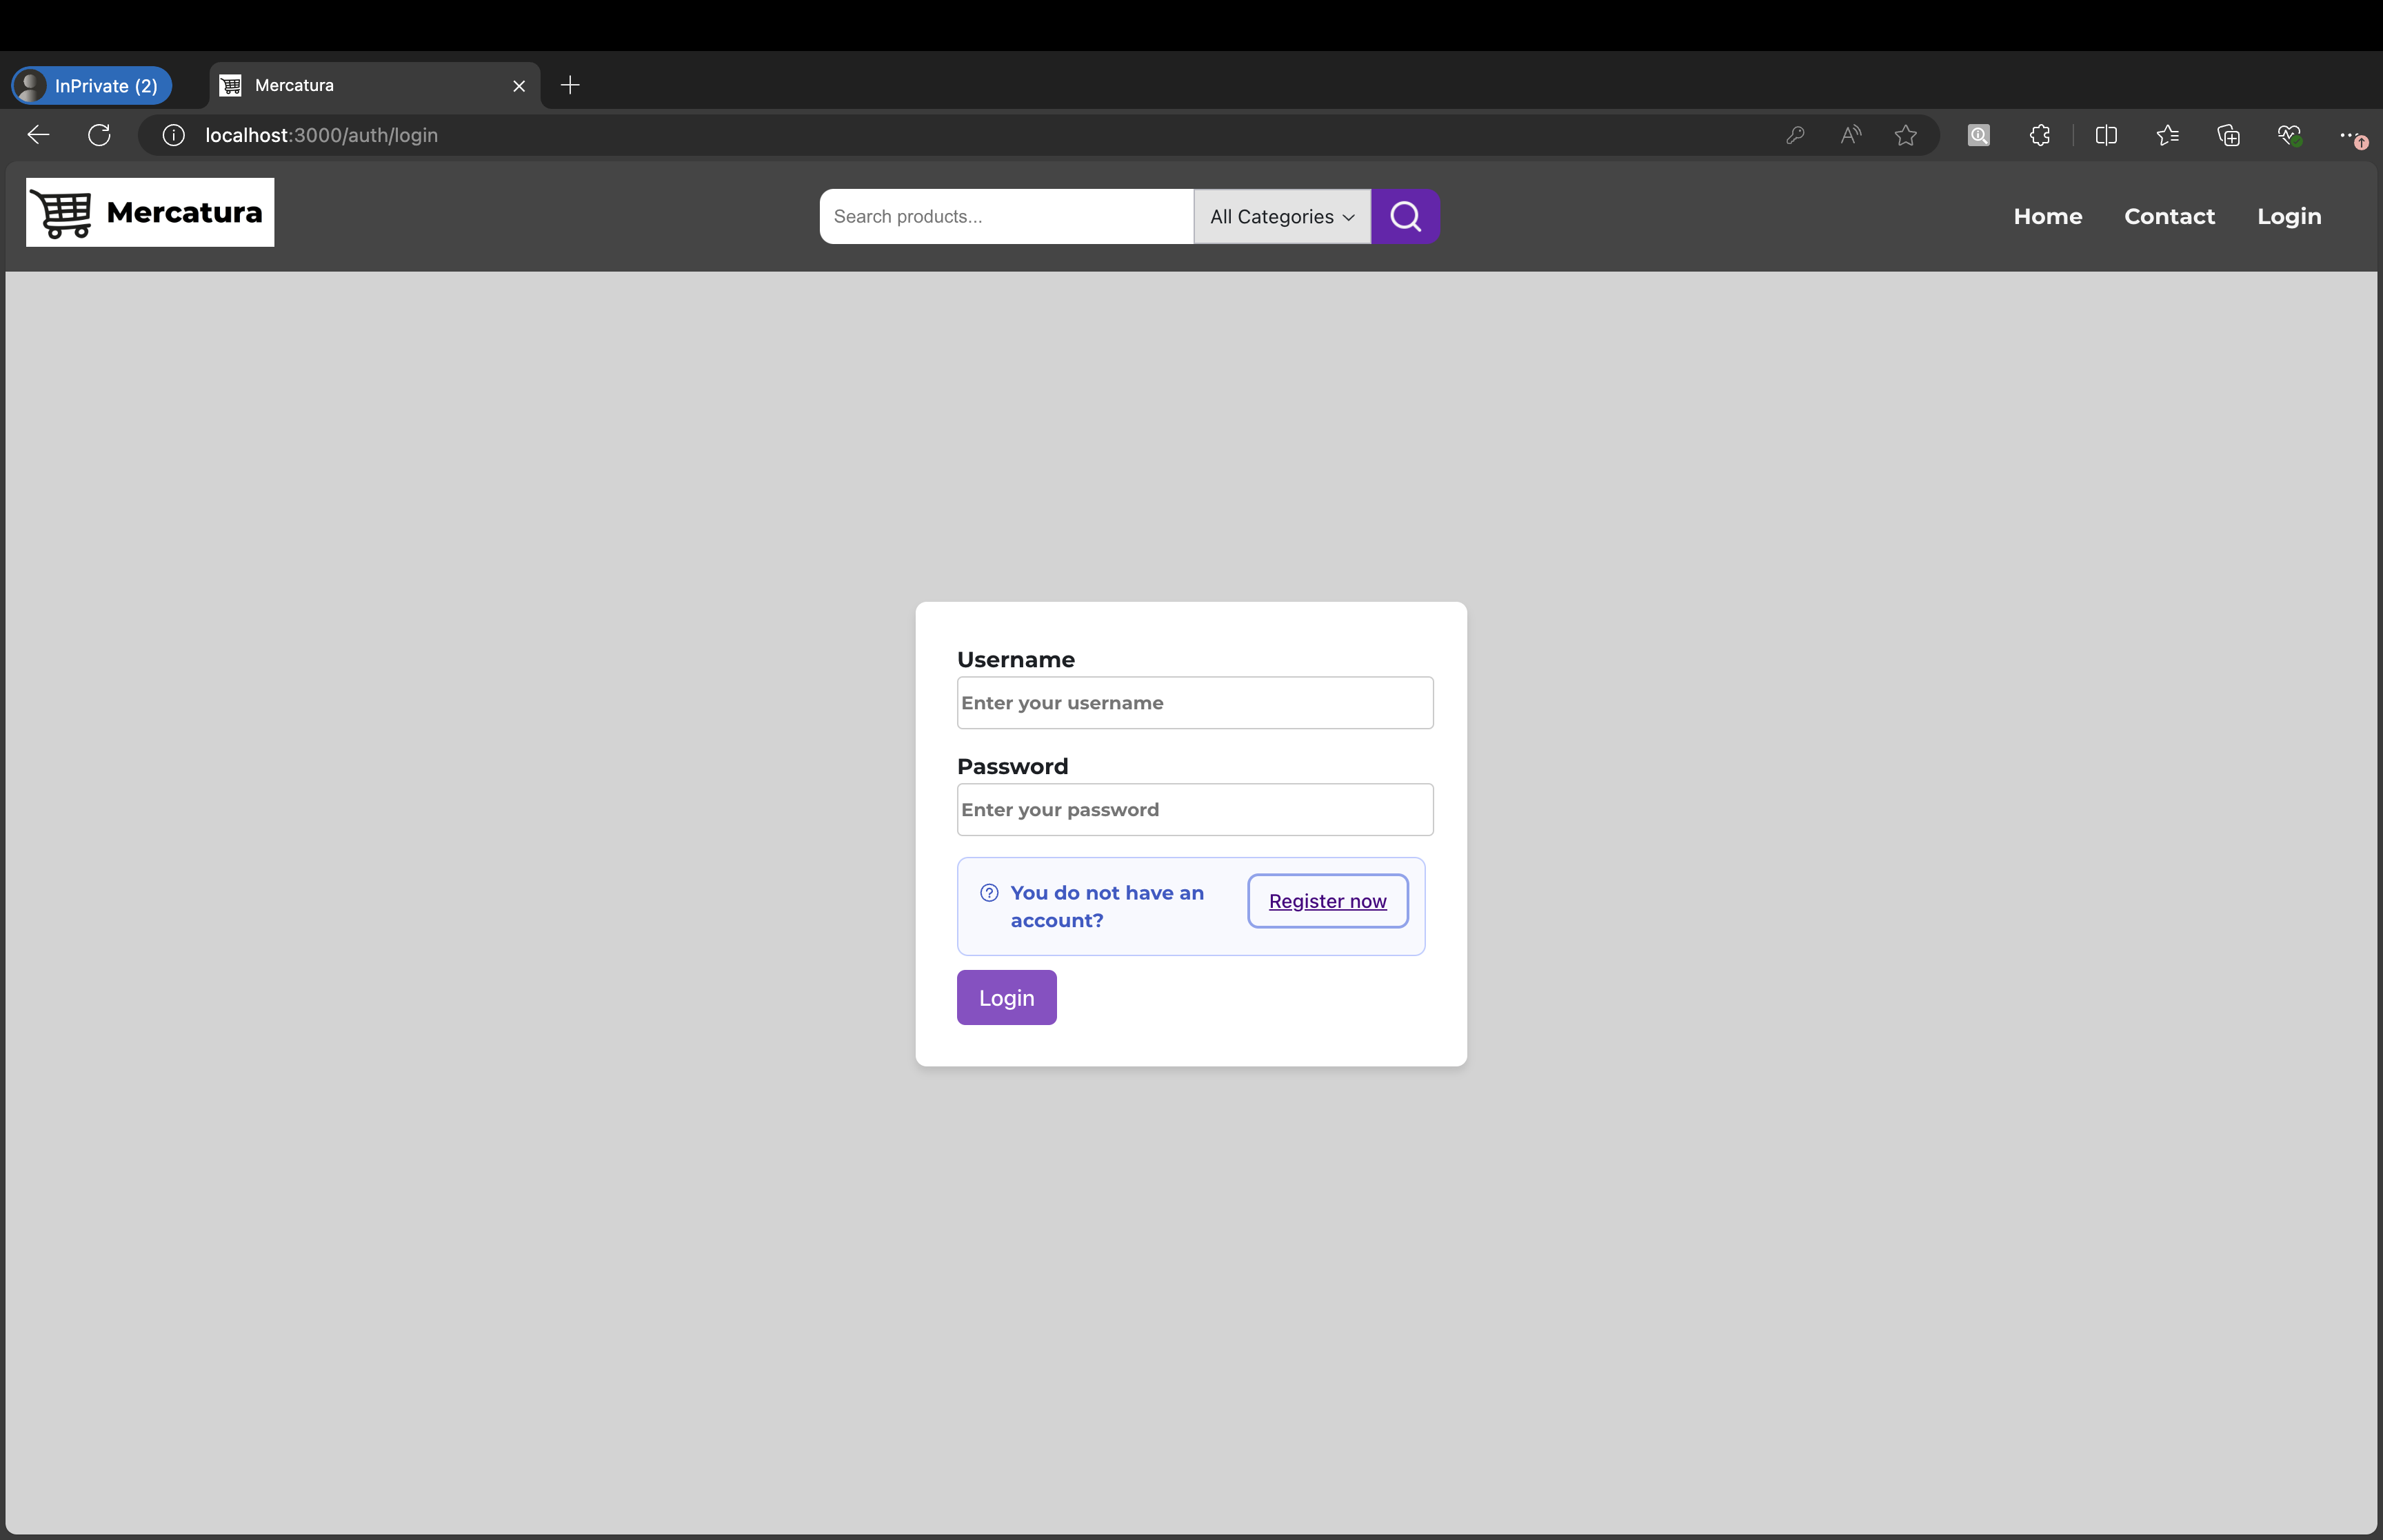 InPrivate (2)
Mercatura
localhost:3000/auth/login
Mercatura
Search products...
All Categories
Home
Contact
Login
Username
Enter your username
Password
Enter your password
You do not have an
account?
Register now
Login